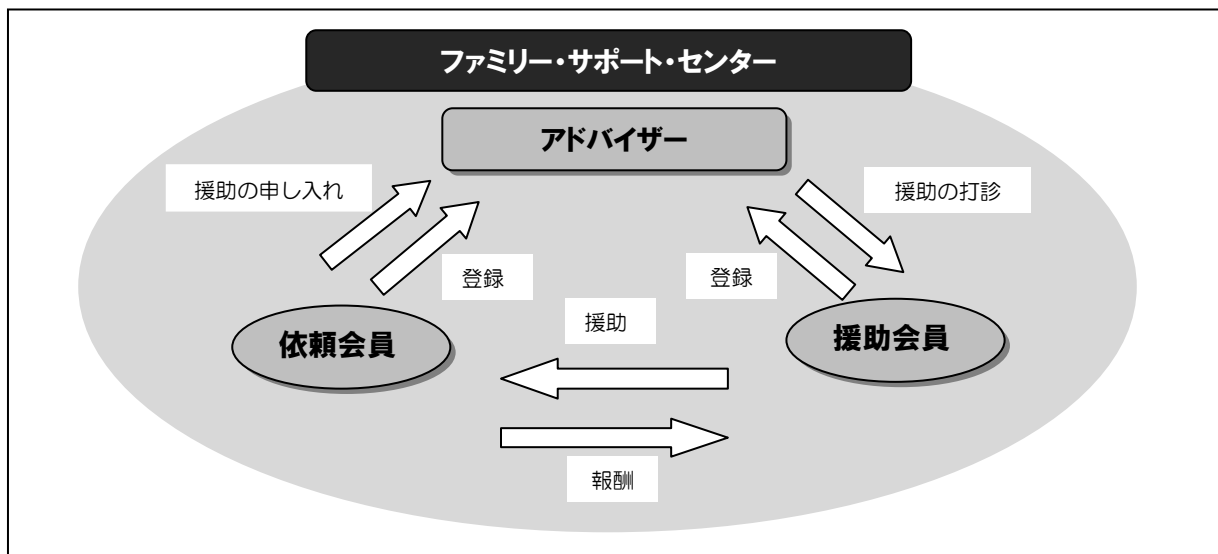 ファミリー・サポート・センター
アドバイザー
援助の申し入れ
援助の打診
登録
登録
援助
依頼会員
援助会員
報酬